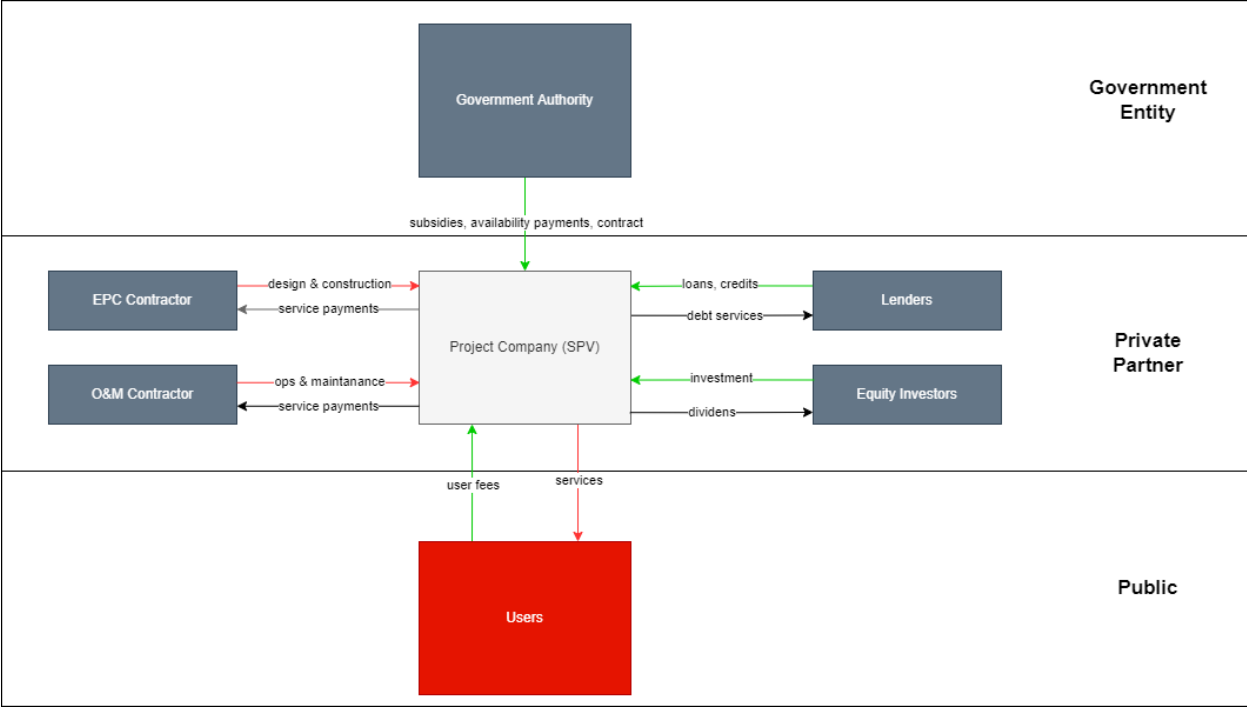 Government Authority
Government
Entity
subsidies, availability payments, contract
EPC Contractor
design & construction
service payments
Project Company (SPV)
loans, credits
debt services
Lenders
Private
Partner
O&M Contractor
ops & maintanance
service payments
investment
dividens
Equity Investors
user fees
services
Users
Public